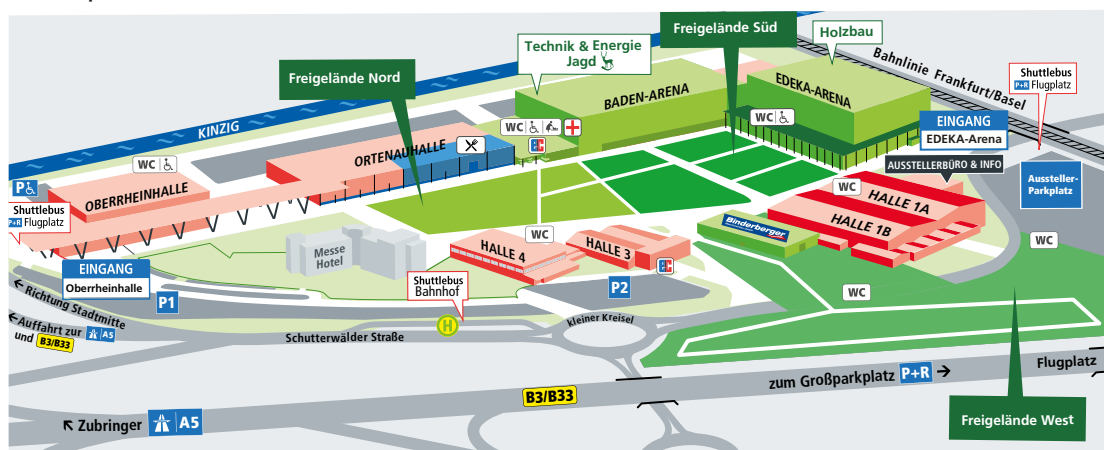 Freigelände Nord
Technik & Energie
Jagd
Freigelände Süd
Holzbau
Bahnlinie Frankfurt/Basel
Shuttlebus
P+R Flugplatz
KINZIG
BADEN-ARENA
EDEKA-ARENA
WC
WC
EINGANG
EDEKA-Arena
AUSSTELLERBÜRO & INFO
Aussteller-
Parkplatz
WC
ORTENAUHALLE
EC
P
OBERRHEINHALLE
Shuttlebus
P+R Flugplatz
WC
HALLE 1A
HALLE 1B
Binderberger
WC
Messe
Hotel
WC
HALLE 4
HALLE 3
EC
EINGANG
Oberrheinhalle
P1
P2
Shuttlebus
Bahnhof
H
WC
Richtung Stadtmitte
Auffahrt zur A5
und B3/B33
Schutterwälder Straße
kleiner Kreisel
B3/B33
zum Großparkplatz P+R
Flugplatz
Zubringer A5
Freigelände West